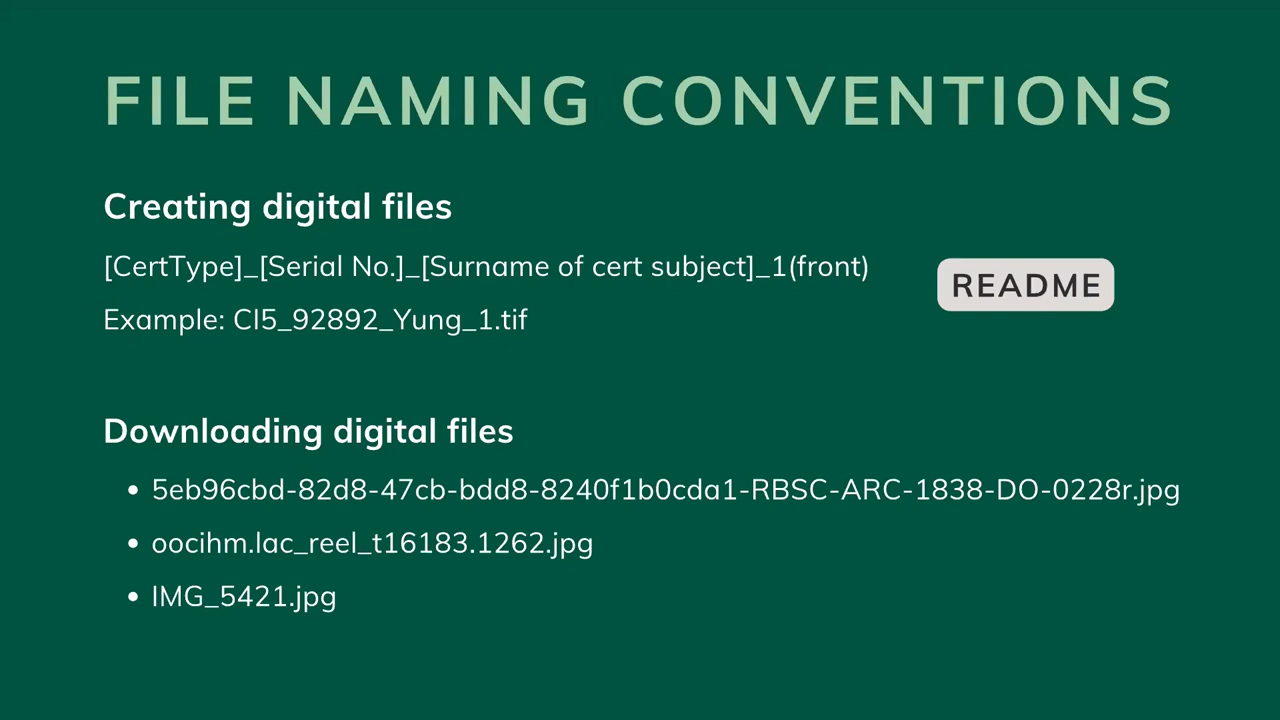 FILE NAMING CONVENTIONS
Creating digital files
[CertType]_[Serial No.]_[Surname of cert subject]_1(front)
Example: CI5_92892_Yung_1.tif
README
Downloading digital files
• 5eb96cbd-82d8-47cb-bdd8-8240f1b0cda1-RBSC-ARC-1838-DO-0228r.jpg
• oocihm.lac_reel_t16183.1262.jpg
• IMG_5421.jpg